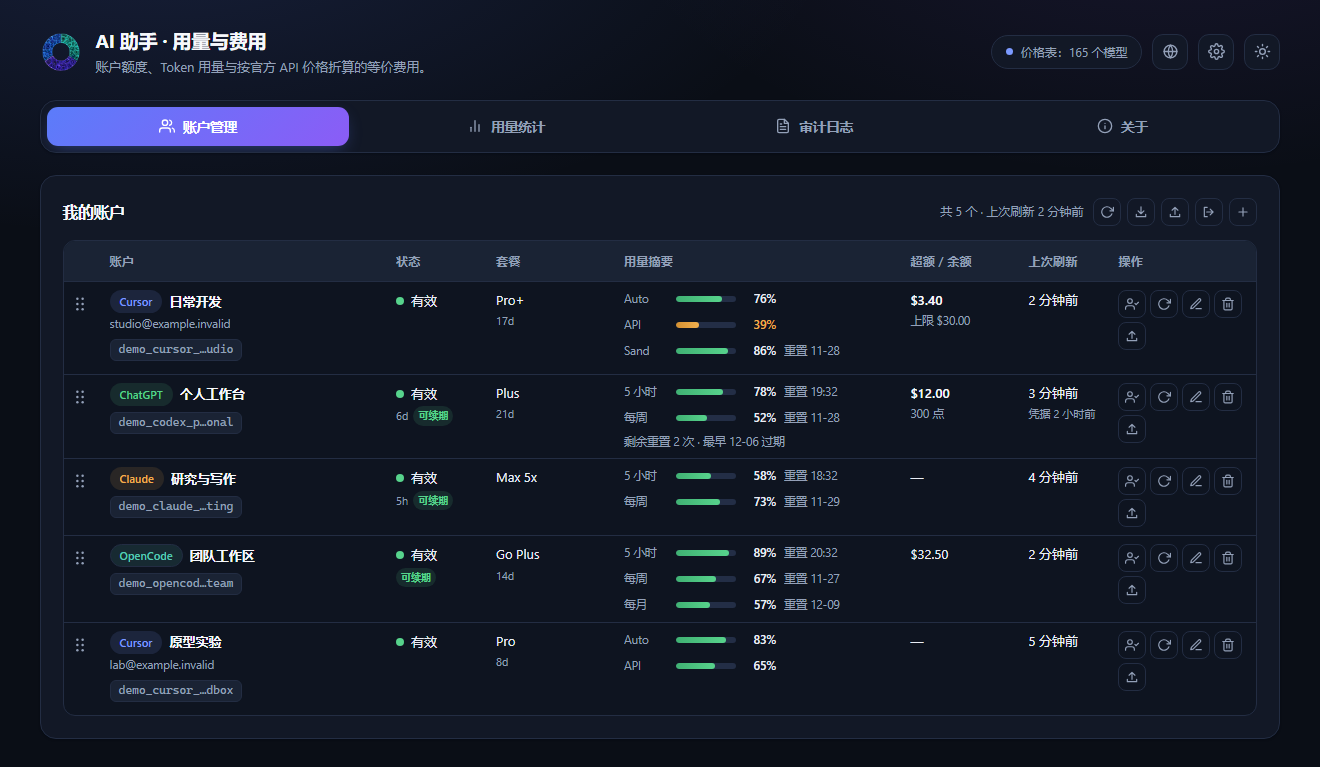 AI 助手 · 用量与费用
账户额度、Token 用量与按官方 API 价格折算的等价费用。
价格表：165 个模型
账户管理
用量统计
审计日志
关于
我的账户
共 5 个 · 上次刷新 2 分钟前
账户 状态 套餐 用量摘要 超额 / 余额 上次刷新 操作
Cursor 日常开发
studio@example.invalid
demo_cursor_…udio
有效
Pro+
17d
Auto 76%
API 39%
Sand 86% 重置 11-28
$3.40
上限 $30.00
2 分钟前
ChatGPT 个人工作台
demo_codex_p…onal
有效
6d 可续期
Plus
21d
5 小时 78% 重置 19:32
每周 52% 重置 11-28
剩余重置 2 次 · 最早 12-06 过期
$12.00
300 点
3 分钟前
凭据 2 小时前
Claude 研究与写作
demo_claude_…ting
有效
5h 可续期
Max 5x
5 小时 58% 重置 18:32
每周 73% 重置 11-29
—
4 分钟前
OpenCode 团队工作区
demo_opencod…team
有效
可续期
Go Plus
14d
5 小时 89% 重置 20:32
每周 67% 重置 11-27
每月 57% 重置 12-09
$32.50
2 分钟前
Cursor 原型实验
lab@example.invalid
demo_cursor_…dbox
有效
Pro
8d
Auto 83%
API 65%
—
5 分钟前